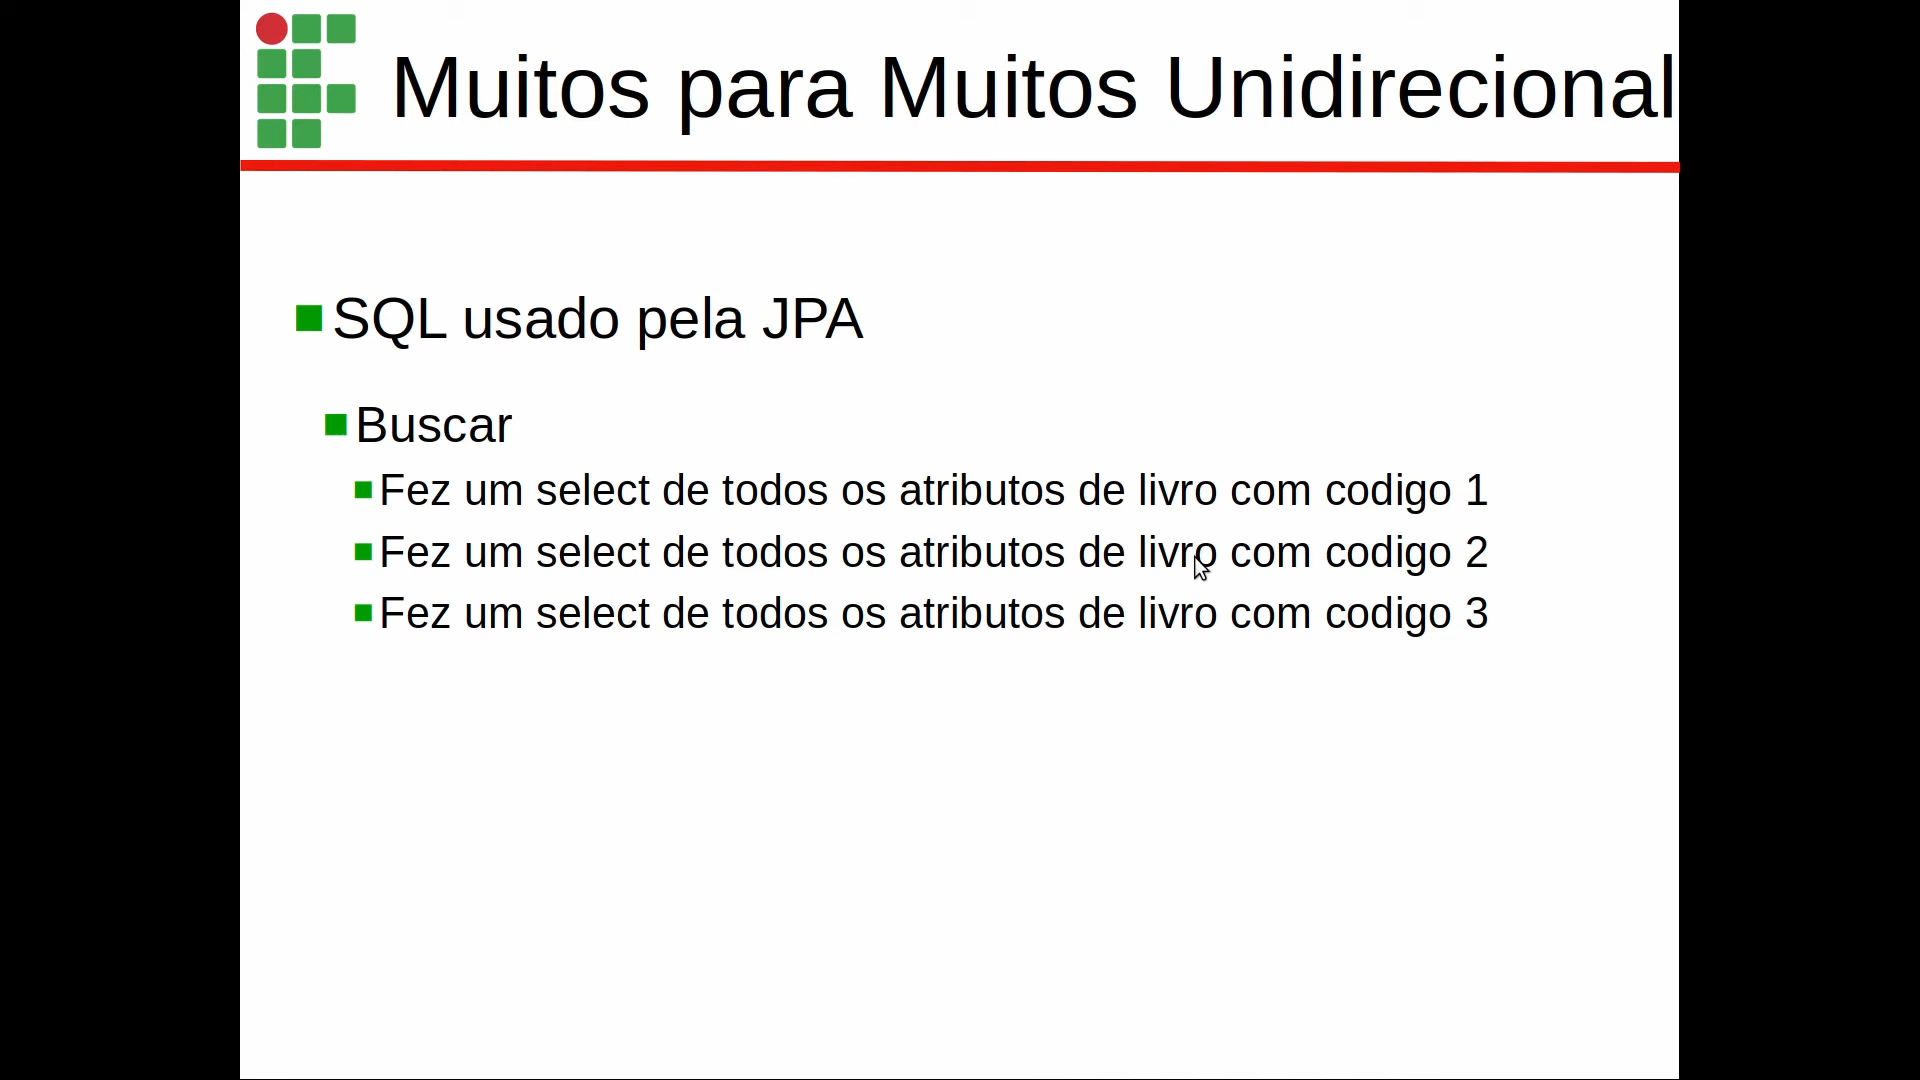 Muitos para Muitos Unidirecional
SQL usado pela JPA
Buscar
Fez um select de todos os atributos de livro com codigo 1
Fez um select de todos os atributos de livro com codigo 2
Fez um select de todos os atributos de livro com codigo 3